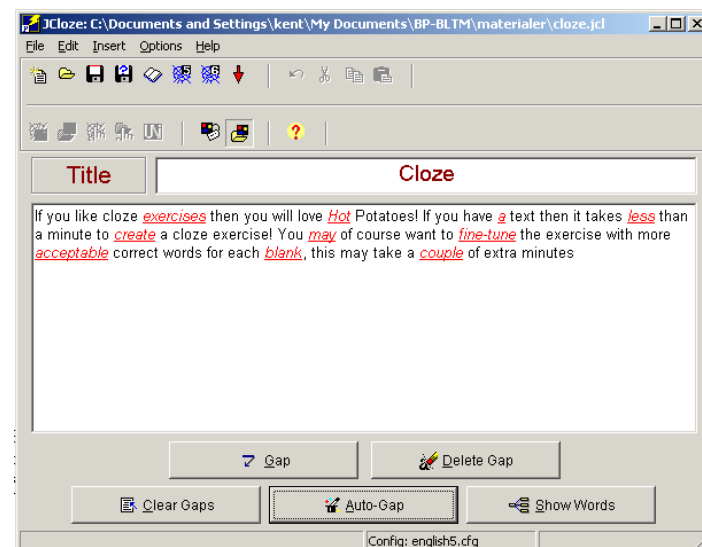 JCloze: C:\Documents and Settings\kent\My Documents\BP-BLTM\materialer\cloze.jcl
File Edit Insert Options Help
Title
Cloze
If you like cloze exercises then you will love Hot Potatoes! If you have a text then it takes less than
a minute to create a cloze exercise! You may of course want to fine-tune the exercise with more
acceptable correct words for each blank, this may take a couple of extra minutes
Gap Delete Gap
Clear Gaps Auto-Gap Show Words
Config: english5.cfg